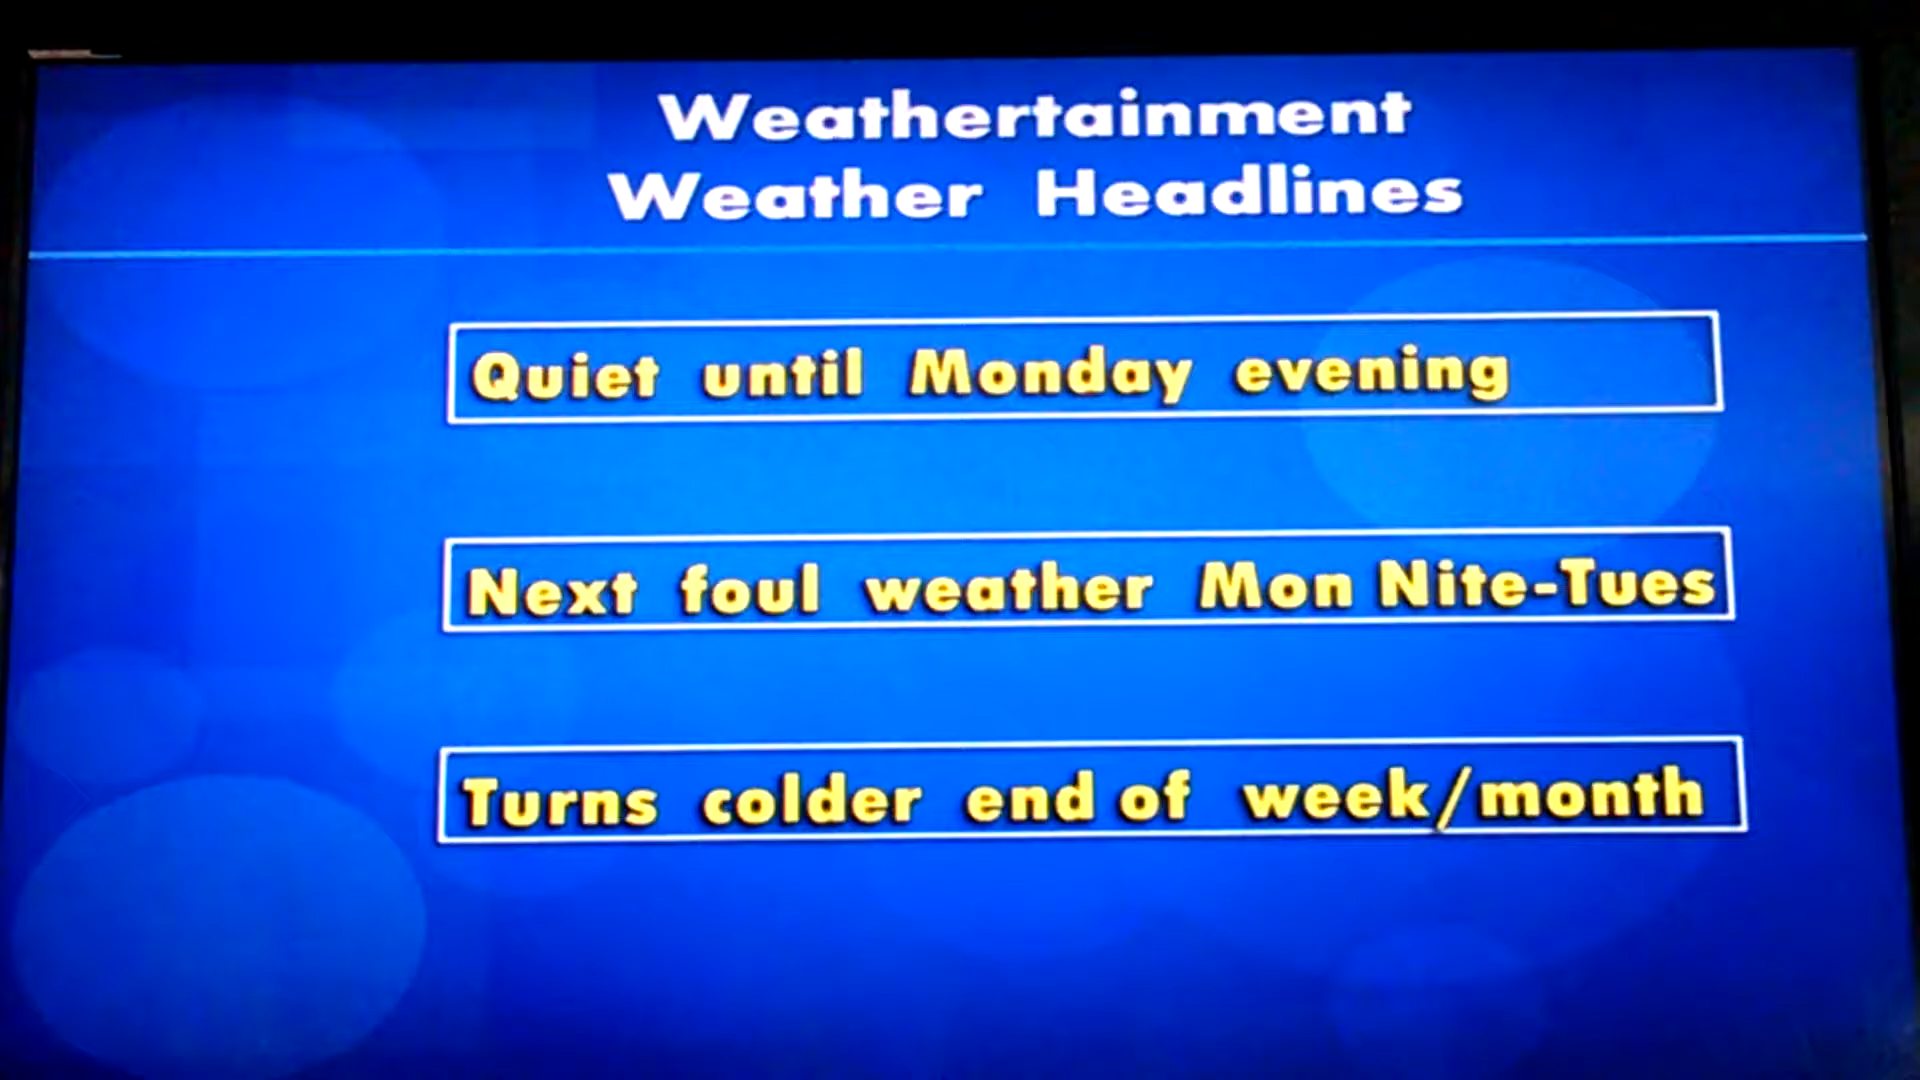 Weathertainment
Weather Headlines
Quiet until Monday evening
Next foul weather Mon Nite-Tues
Turns colder end of week/month